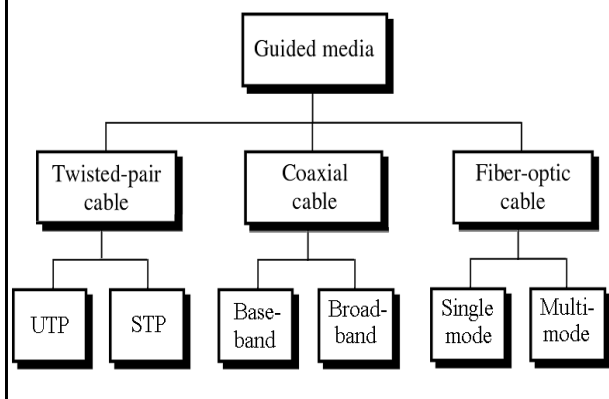 Guided media
Twisted-pair
cable
Coaxial
cable
Fiber-optic
cable
UTP
STP
Base-
band
Broad-
band
Single
mode
Multi-
mode